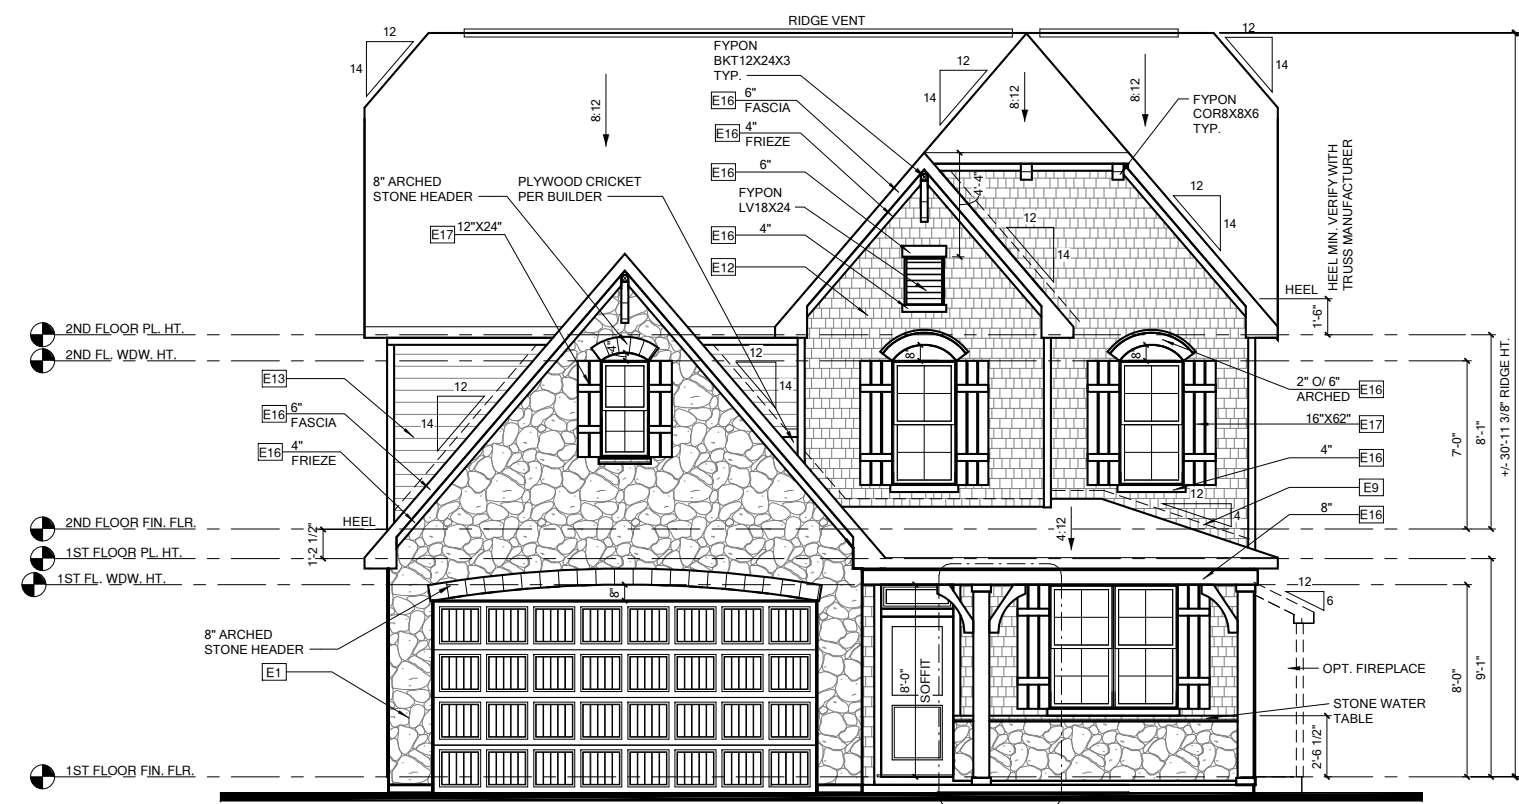 RIDGE VENT
12
14
8:12
FYPON
BKT12X24X3
TYP.
E16 6"
FASCIA
E16 4"
FRIEZE
E16 6"
FYPON
LV18X24
E16 4"
E12
12
14
8:12
8:12
FYPON
COR8X8X6
TYP.
12
14
4'-4"
12
14
12
14
HEEL MIN. VERIFY WITH
TRUSS MANUFACTURER
HEEL
1'-6"
8" ARCHED
STONE HEADER
PLYWOOD CRICKET
PER BUILDER
E17 12"X24"
2ND FLOOR PL. HT.
2ND FL. WDW. HT.
4"
8"
8"
E13
E16 6"
FASCIA
E16 4"
FRIEZE
12
14
12
14
2" O/ 6"
ARCHED E16
16"X62" E17
4" E16
E9
8" E16
12
4
4:12
7'-0"
8'-1"
+/- 30'-11 3/8" RIDGE HT.
2ND FLOOR FIN. FLR.
HEEL
1'-2 1/2"
1ST FLOOR PL. HT.
1ST FL. WDW. HT.
8"
8" ARCHED
STONE HEADER
E1
8'-0"
SOFFIT
12
6
OPT. FIREPLACE
STONE WATER
TABLE
2'-6 1/2"
8'-0"
9'-1"
1ST FLOOR FIN. FLR.